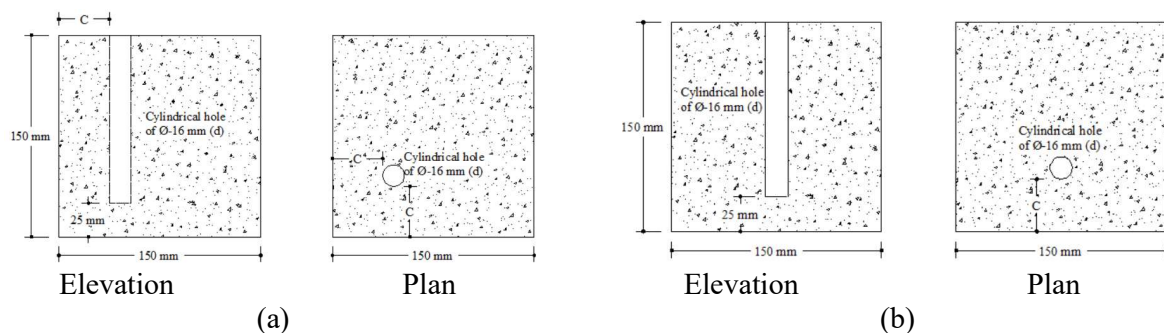 C
150 mm
Cylindrical hole
of Ø-16 mm (d)
25 mm
150 mm
Elevation
C
Cylindrical hole
of Ø-16 mm (d)
C
150 mm
Plan
(a)
150 mm
Cylindrical hole
of Ø-16 mm (d)
25 mm
150 mm
Elevation
Cylindrical hole
of Ø-16 mm (d)
C
150 mm
Plan
(b)